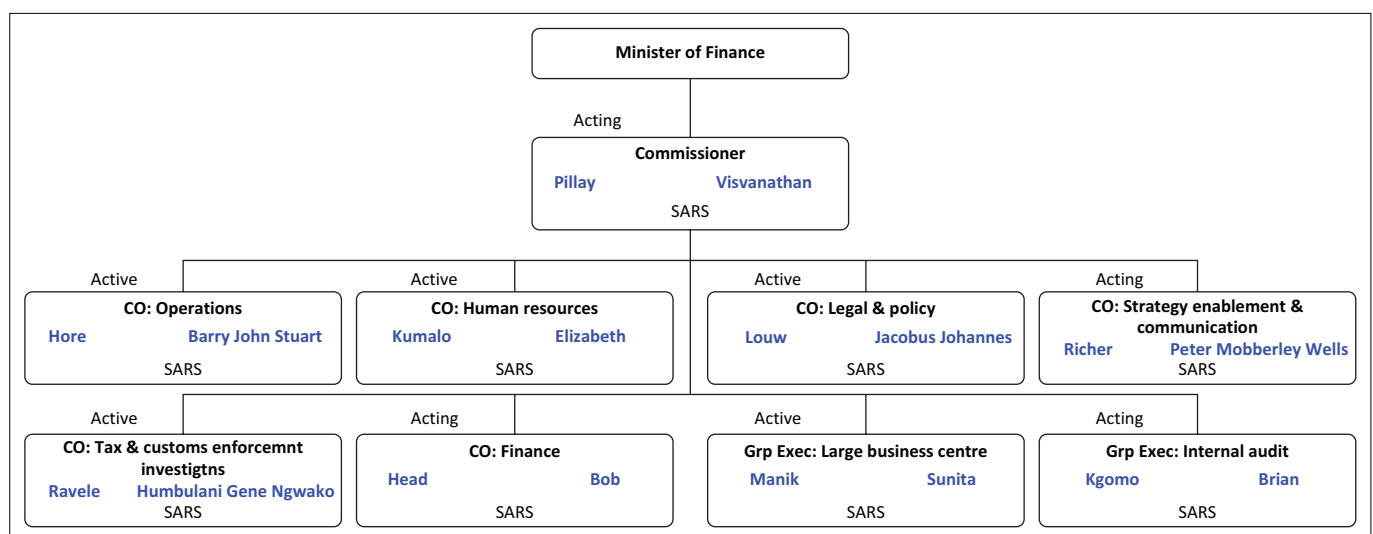 Minister of Finance
Acting
Commissioner
Pillay Visvanathan
SARS
Active
CO: Operations
Hore Barry John Stuart
SARS
Active
CO: Human resources
Kumalo Elizabeth
SARS
Active
CO: Legal & policy
Louw Jacobus Johannes
SARS
Acting
CO: Strategy enablement &
communication
Richer Peter Mobberley Wells
SARS
Active
CO: Tax & customs enforcemnt
investigtns
Ravele Humbulani Gene Ngwako
SARS
Acting
CO: Finance
Head Bob
SARS
Active
Grp Exec: Large business centre
Manik Sunita
SARS
Acting
Grp Exec: Internal audit
Kgomo Brian
SARS